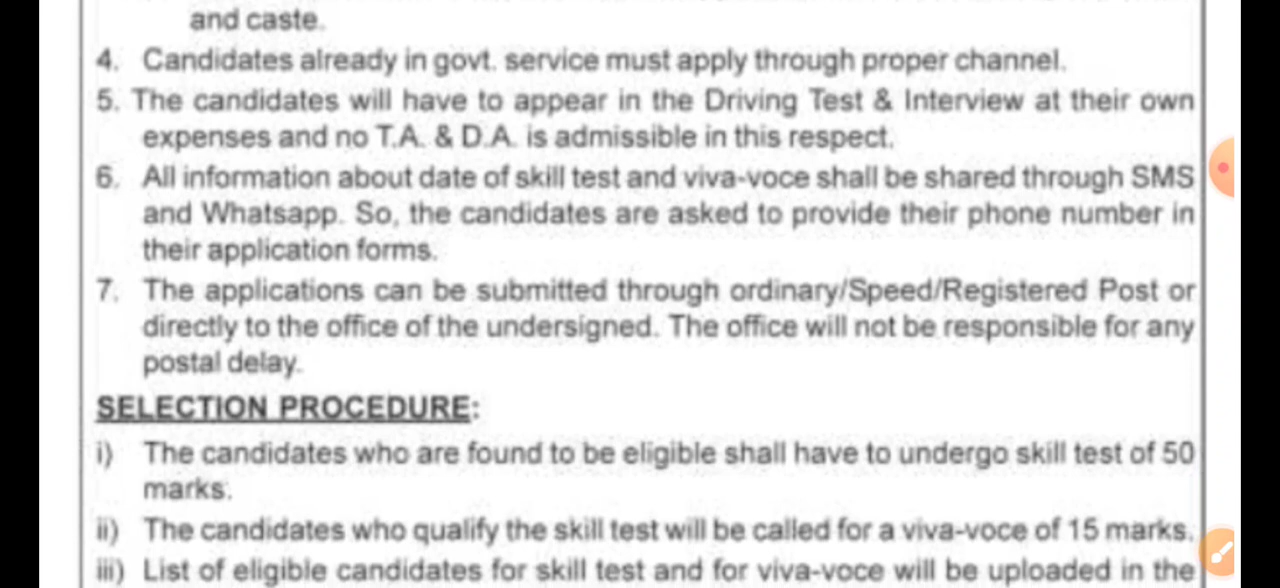 and caste.
4. Candidates already in govt. service must apply through proper channel.
5. The candidates will have to appear in the Driving Test & Interview at their own
expenses and no T.A. & D.A. is admissible in this respect.
6. All information about date of skill test and viva-voce shall be shared through SMS
and Whatsapp. So, the candidates are asked to provide their phone number in
their application forms.
7. The applications can be submitted through ordinary/Speed/Registered Post or
directly to the office of the undersigned. The office will not be responsible for any
postal delay.
SELECTION PROCEDURE:
i) The candidates who are found to be eligible shall have to undergo skill test of 50
marks.
ii) The candidates who qualify the skill test will be called for a viva-voce of 15 marks.
iii) List of eligible candidates for skill test and for viva-voce will be uploaded in the